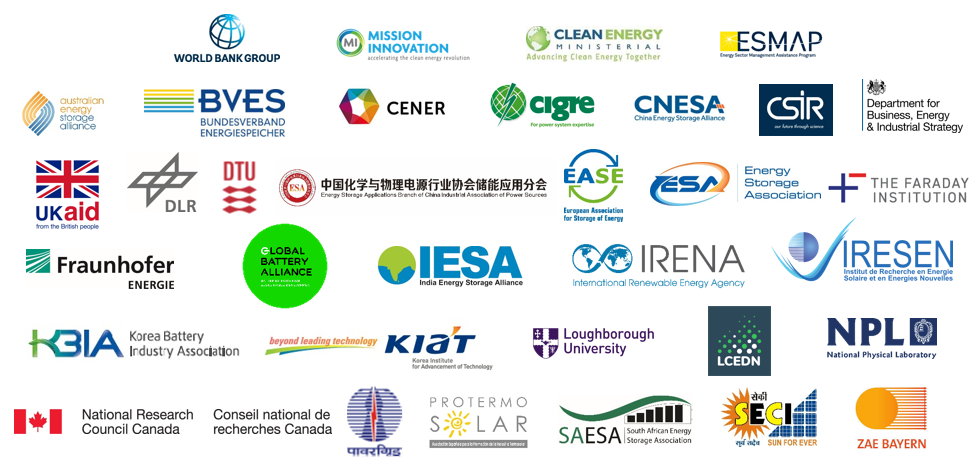 WORLD BANK GROUP
MI
MISSION
INNOVATION
accelerating the clean energy revolution
CLEAN ENERGY
MINISTERIAL
Advancing Clean Energy Together
ESMAP
Energy Sector Management Assistance Program
australian
energy
storage
alliance
BVES
BUNDESVERBAND
ENERGIESPEICHER
CENER
cigre
For power system expertise
CNESA
China Energy Storage Alliance
CSIR
our future through science
Department for
Business, Energy
& Industrial Strategy
UKaid
from the British people
DLR
DTU
ESA
中国化学与物理电源行业协会储能应用分会
Energy Storage Applications Branch of China Industrial Association of Power Sources
EASE
European Association
for Storage of Energy
ESA
Energy
Storage
Association
THE FARADAY
INSTITUTION
Fraunhofer
ENERGIE
GLOBAL
BATTERY
ALLIANCE
IESA
India Energy Storage Alliance
IRENA
International Renewable Energy Agency
IRESEN
Institut de Recherche en Energie
Solaire et en Energies Nouvelles
KBIA
Korea Battery
Industry Association
beyond leading technology
KIAT
Korea Institute
for Advancement of Technology
Loughborough
University
LCEDN
NPL
National Physical Laboratory
National Research
Council Canada
Conseil national de
recherches Canada
पावरग्रिड
PROTERMO
SOLAR
SAESA
South African Energy
Storage Association
सेकी
SECI
सूर्य सदैव
SUN FOR EVER
ZAE BAYERN